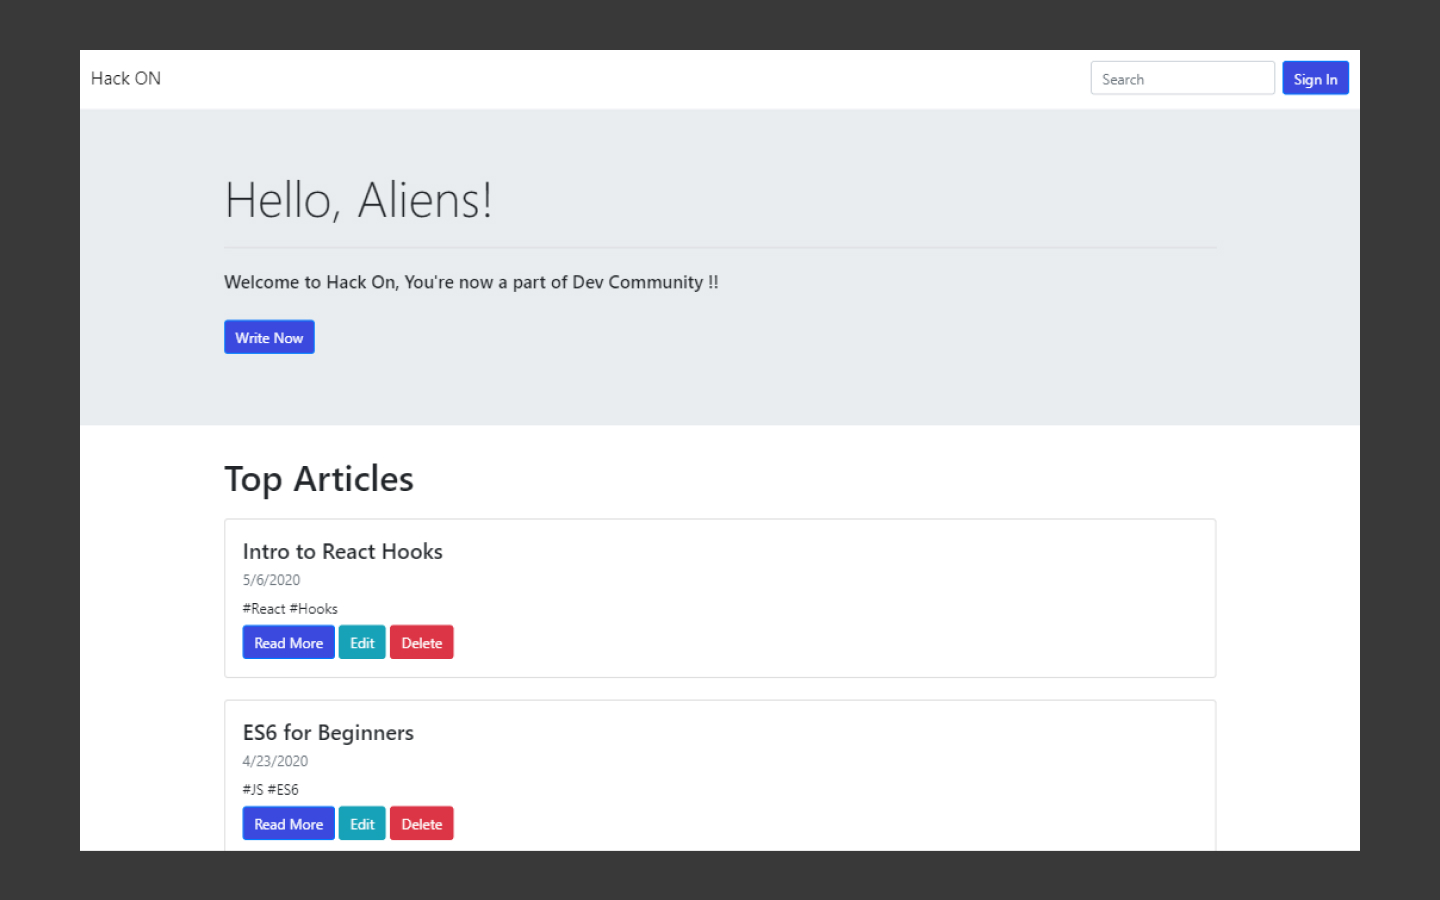 Hack ON
Search
Sign In
Hello, Aliens!
Welcome to Hack On, You're now a part of Dev Community !!
Write Now
Top Articles
Intro to React Hooks
5/6/2020
#React #Hooks
Read More Edit Delete
ES6 for Beginners
4/23/2020
#JS #ES6
Read More Edit Delete